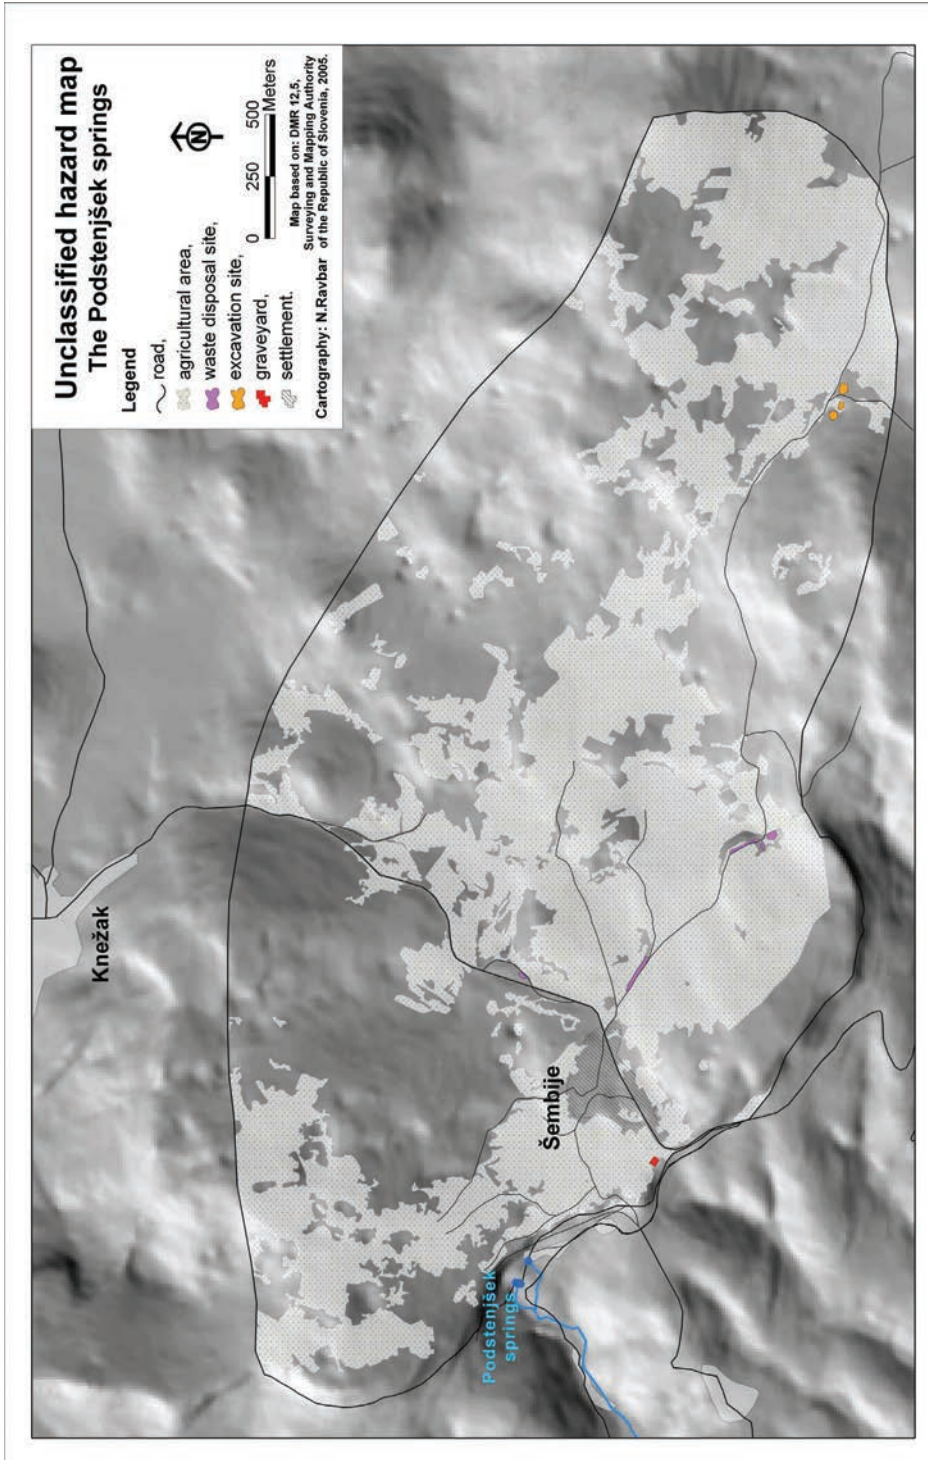 Unclassified hazard map
The Podstenjšek springs
Legend
road,
agricultural area,
waste disposal site,
excavation site,
graveyard,
settlement.
N
0 250 500
Meters
Map based on: DMR 12,5,
Surveying and Mapping Authority
of the Republic of Slovenia, 2005.
Cartography: N.Ravbar
Knežak
Šembije
Podstenjšek
springs